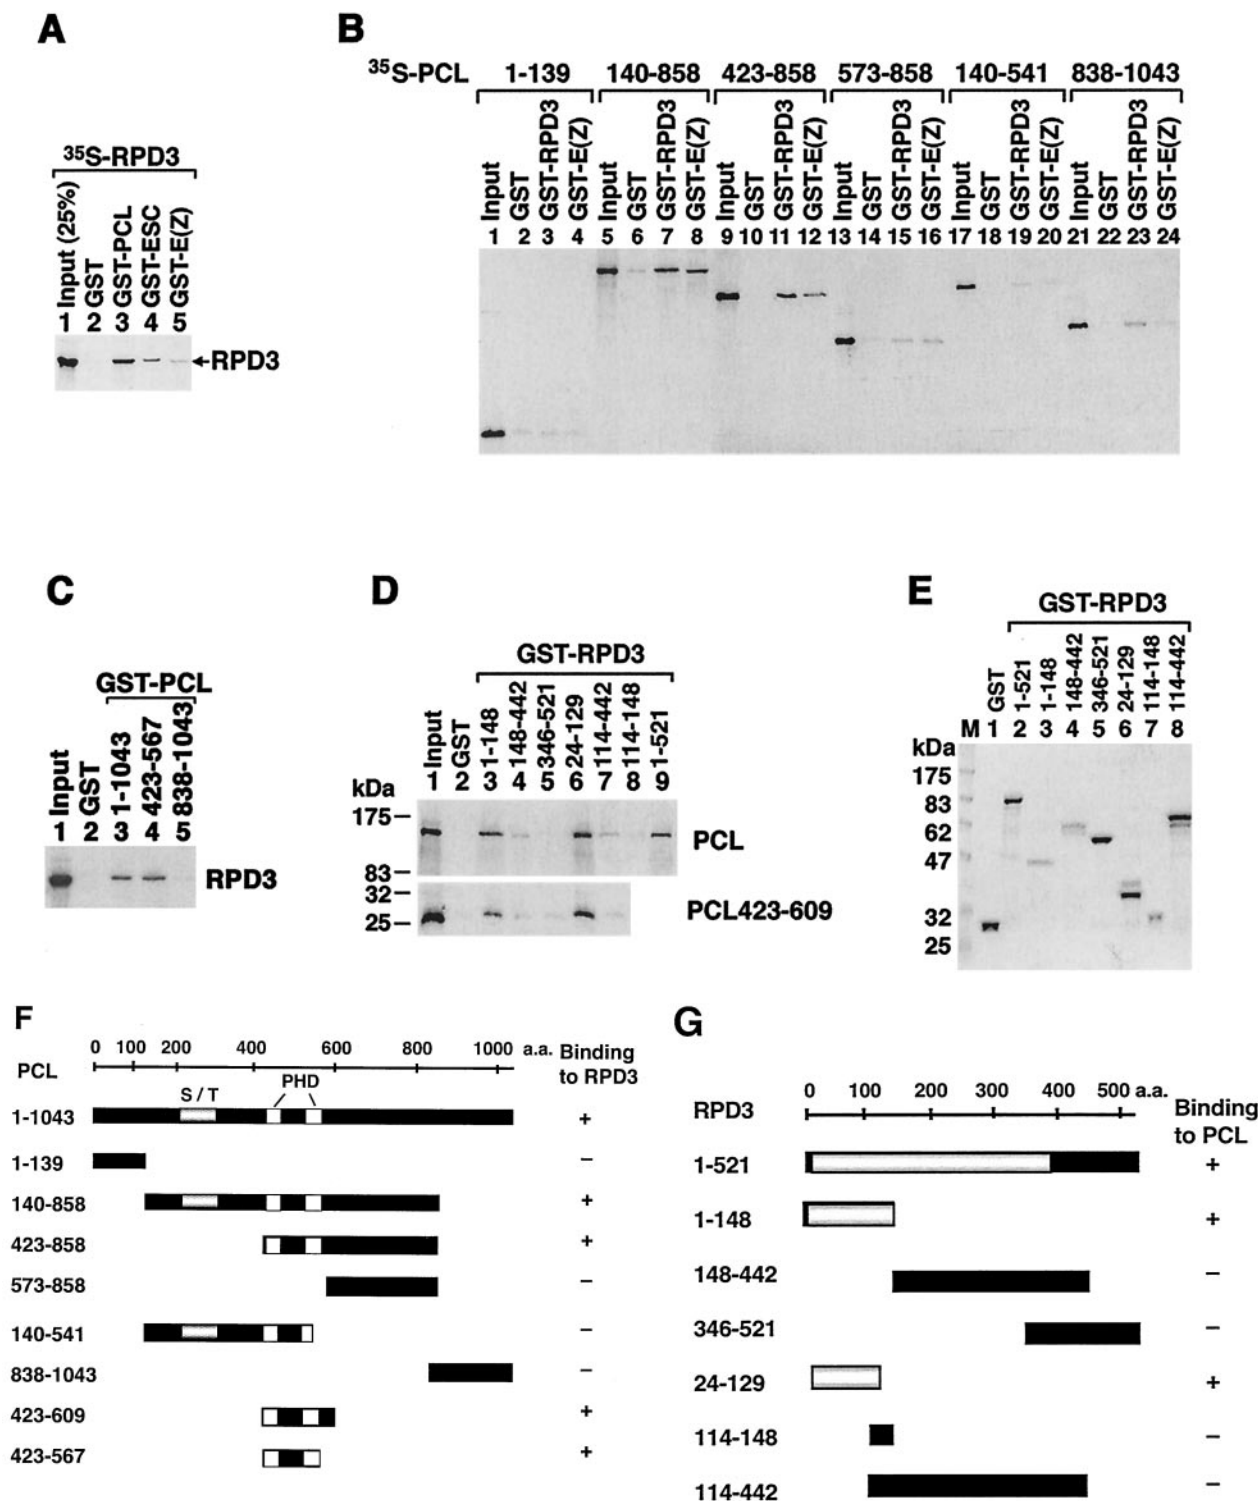 A
³⁵S-RPD3
Input (25%)
GST
GST-PCL
GST-ESC
GST-E(Z)
1 2 3 4 5
RPD3
B
³⁵S-PCL 1-139 140-858 423-858 573-858 140-541 838-1043
Input GST GST-RPD3 GST-E(Z) Input GST GST-RPD3 GST-E(Z) Input GST GST-RPD3 GST-E(Z) Input GST GST-RPD3 GST-E(Z) Input GST GST-RPD3 GST-E(Z) Input GST GST-RPD3 GST-E(Z)
1 2 3 4 5 6 7 8 9 10 11 12 13 14 15 16 17 18 19 20 21 22 23 24
C
GST-PCL
Input GST 1-1043 423-567 838-1043
1 2 3 4 5
RPD3
D
GST-RPD3
Input GST 1-148 148-442 346-521 24-129 114-442 114-148 1-521
kDa 1 2 3 4 5 6 7 8 9
175
PCL
83
32
PCL423-609
25
E
GST-RPD3
GST 1-521 1-148 148-442 346-521 24-129 114-148 114-442
M 1 2 3 4 5 6 7 8
kDa
175
83
62
47
32
25
F
0 100 200 400 600 800 1000 a.a. Binding to RPD3
PCL
S / T PHD
1-1043 +
1-139 −
140-858 +
423-858 +
573-858 −
140-541 −
838-1043 −
423-609 +
423-567 +
G
0 100 200 300 400 500 a.a.
RPD3 Binding to PCL
1-521 +
1-148 +
148-442 −
346-521 −
24-129 +
114-148 −
114-442 −